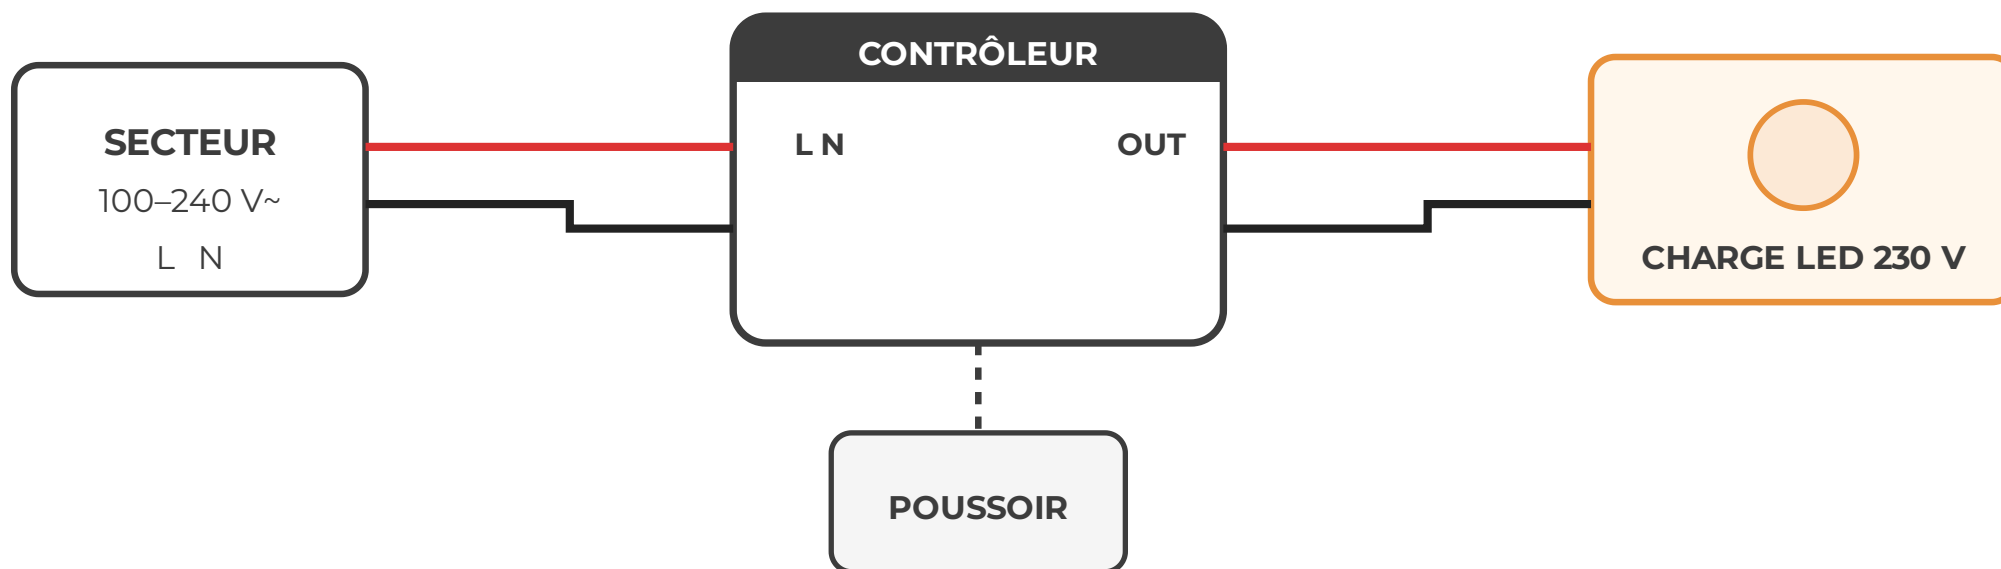 CONTRÔLEUR
SECTEUR
100–240 V~
L N
L N
OUT
CHARGE LED 230 V
POUSSOIR